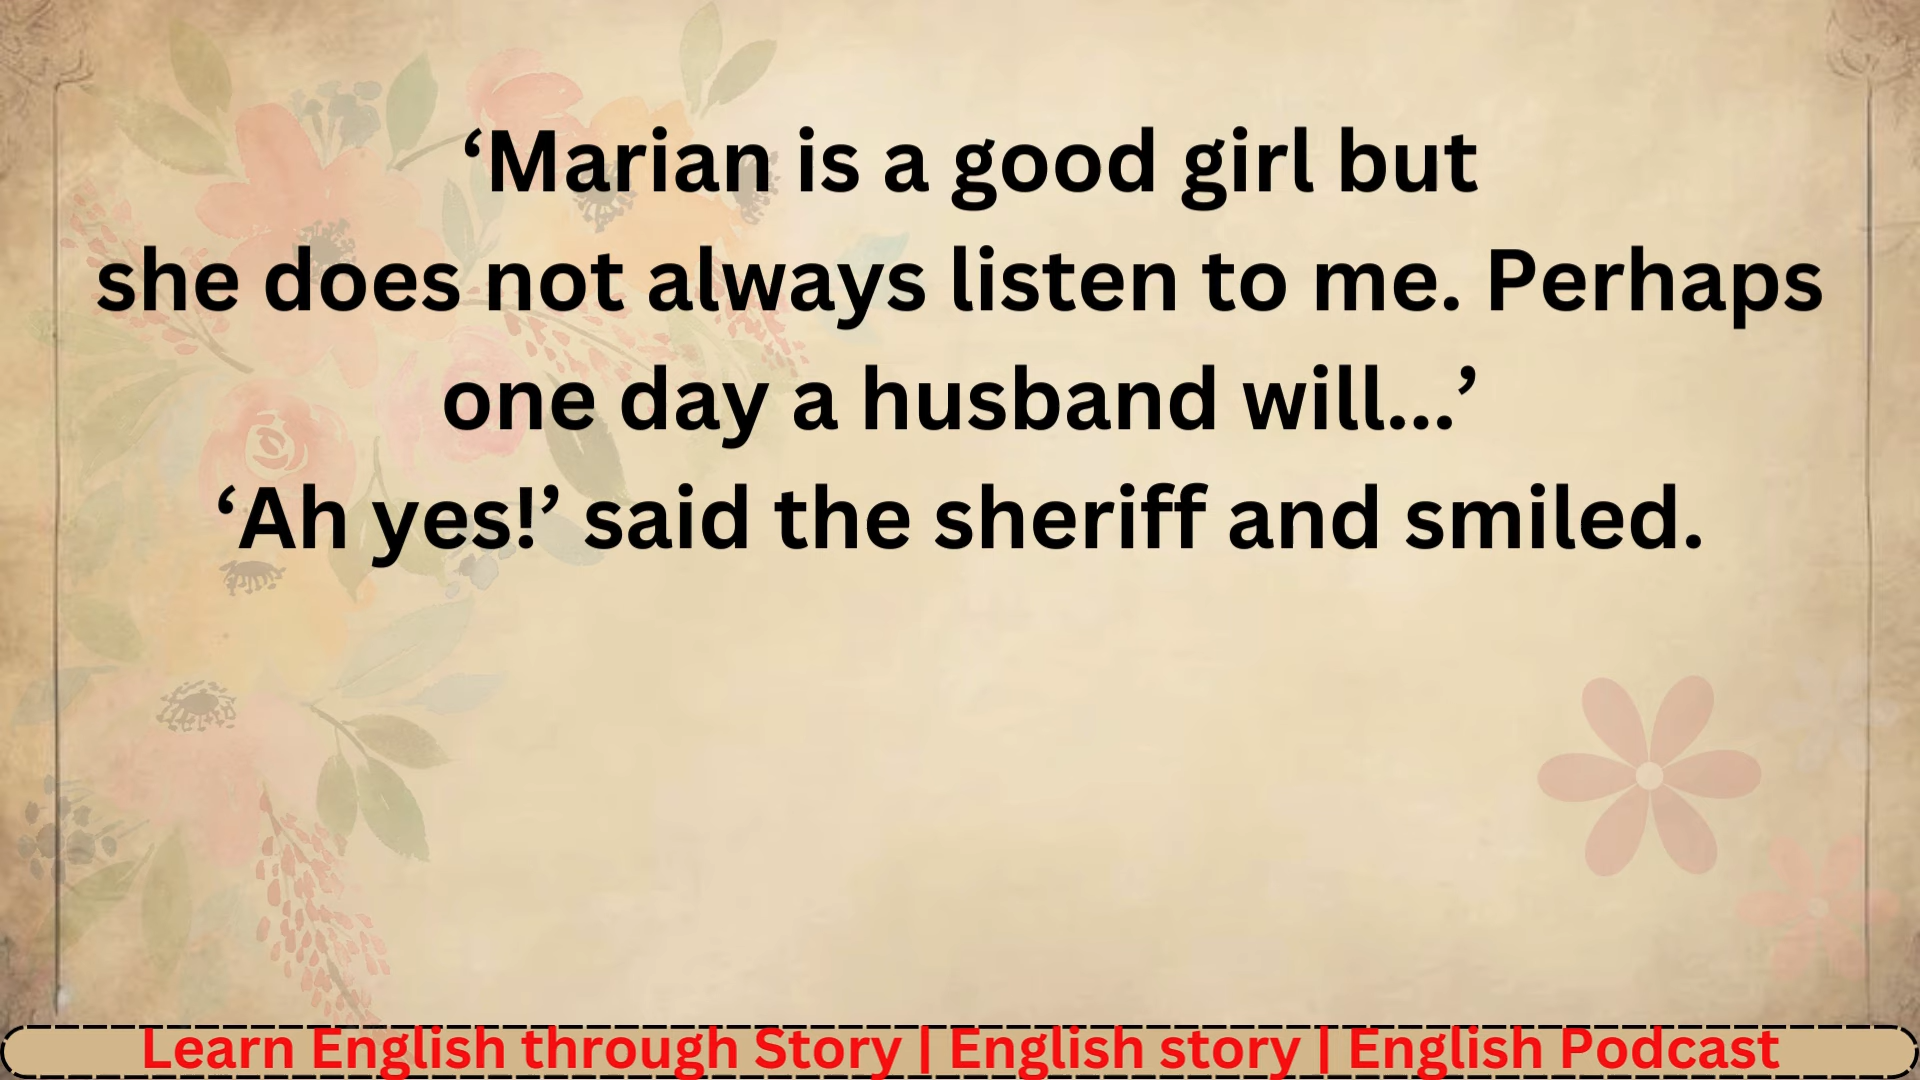 ‘Marian is a good girl but
she does not always listen to me. Perhaps
one day a husband will...’
‘Ah yes!’ said the sheriff and smiled.
Learn English through Story | English story | English Podcast